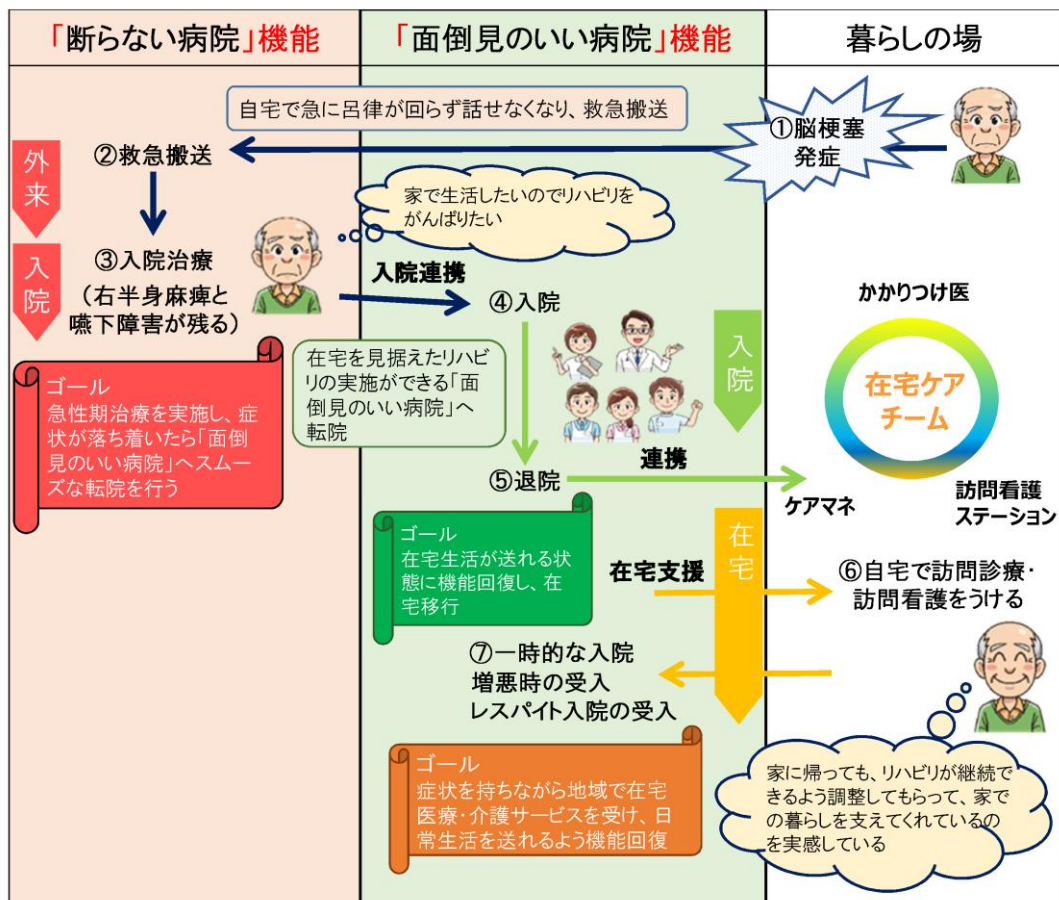 「断らない病院」機能
「面倒見のいい病院」機能
暮らしの場
自宅で急に呂律が回らず話せなくなり、救急搬送
①脳梗塞
発症
外来
②救急搬送
家で生活したいのでリハビリを
がんばりたい
入院
③入院治療
（右半身麻痺と
嚥下障害が残る）
入院連携
④入院
在宅を見据えたリハビ
リの実施ができる「面
倒見のいい病院」へ
転院
入院
かかりつけ医
在宅ケア
チーム
ケアマネ
訪問看護
ステーション
ゴール
急性期治療を実施し、症
状が落ち着いたら「面倒
見のいい病院」へスムー
ズな転院を行う
⑤退院
連携
ゴール
在宅生活が送れる状
態に機能回復し、在
宅移行
在宅支援
在宅
⑥自宅で訪問診療・
訪問看護をうける
⑦一時的な入院
増悪時の受入
レスパイト入院の受入
ゴール
症状を持ちながら地域で在宅
医療・介護サービスを受け、日
常生活を送れるよう機能回復
家に帰っても、リハビリが継続で
きるよう調整してもらって、家で
の暮らしを支えてくれているの
を実感している